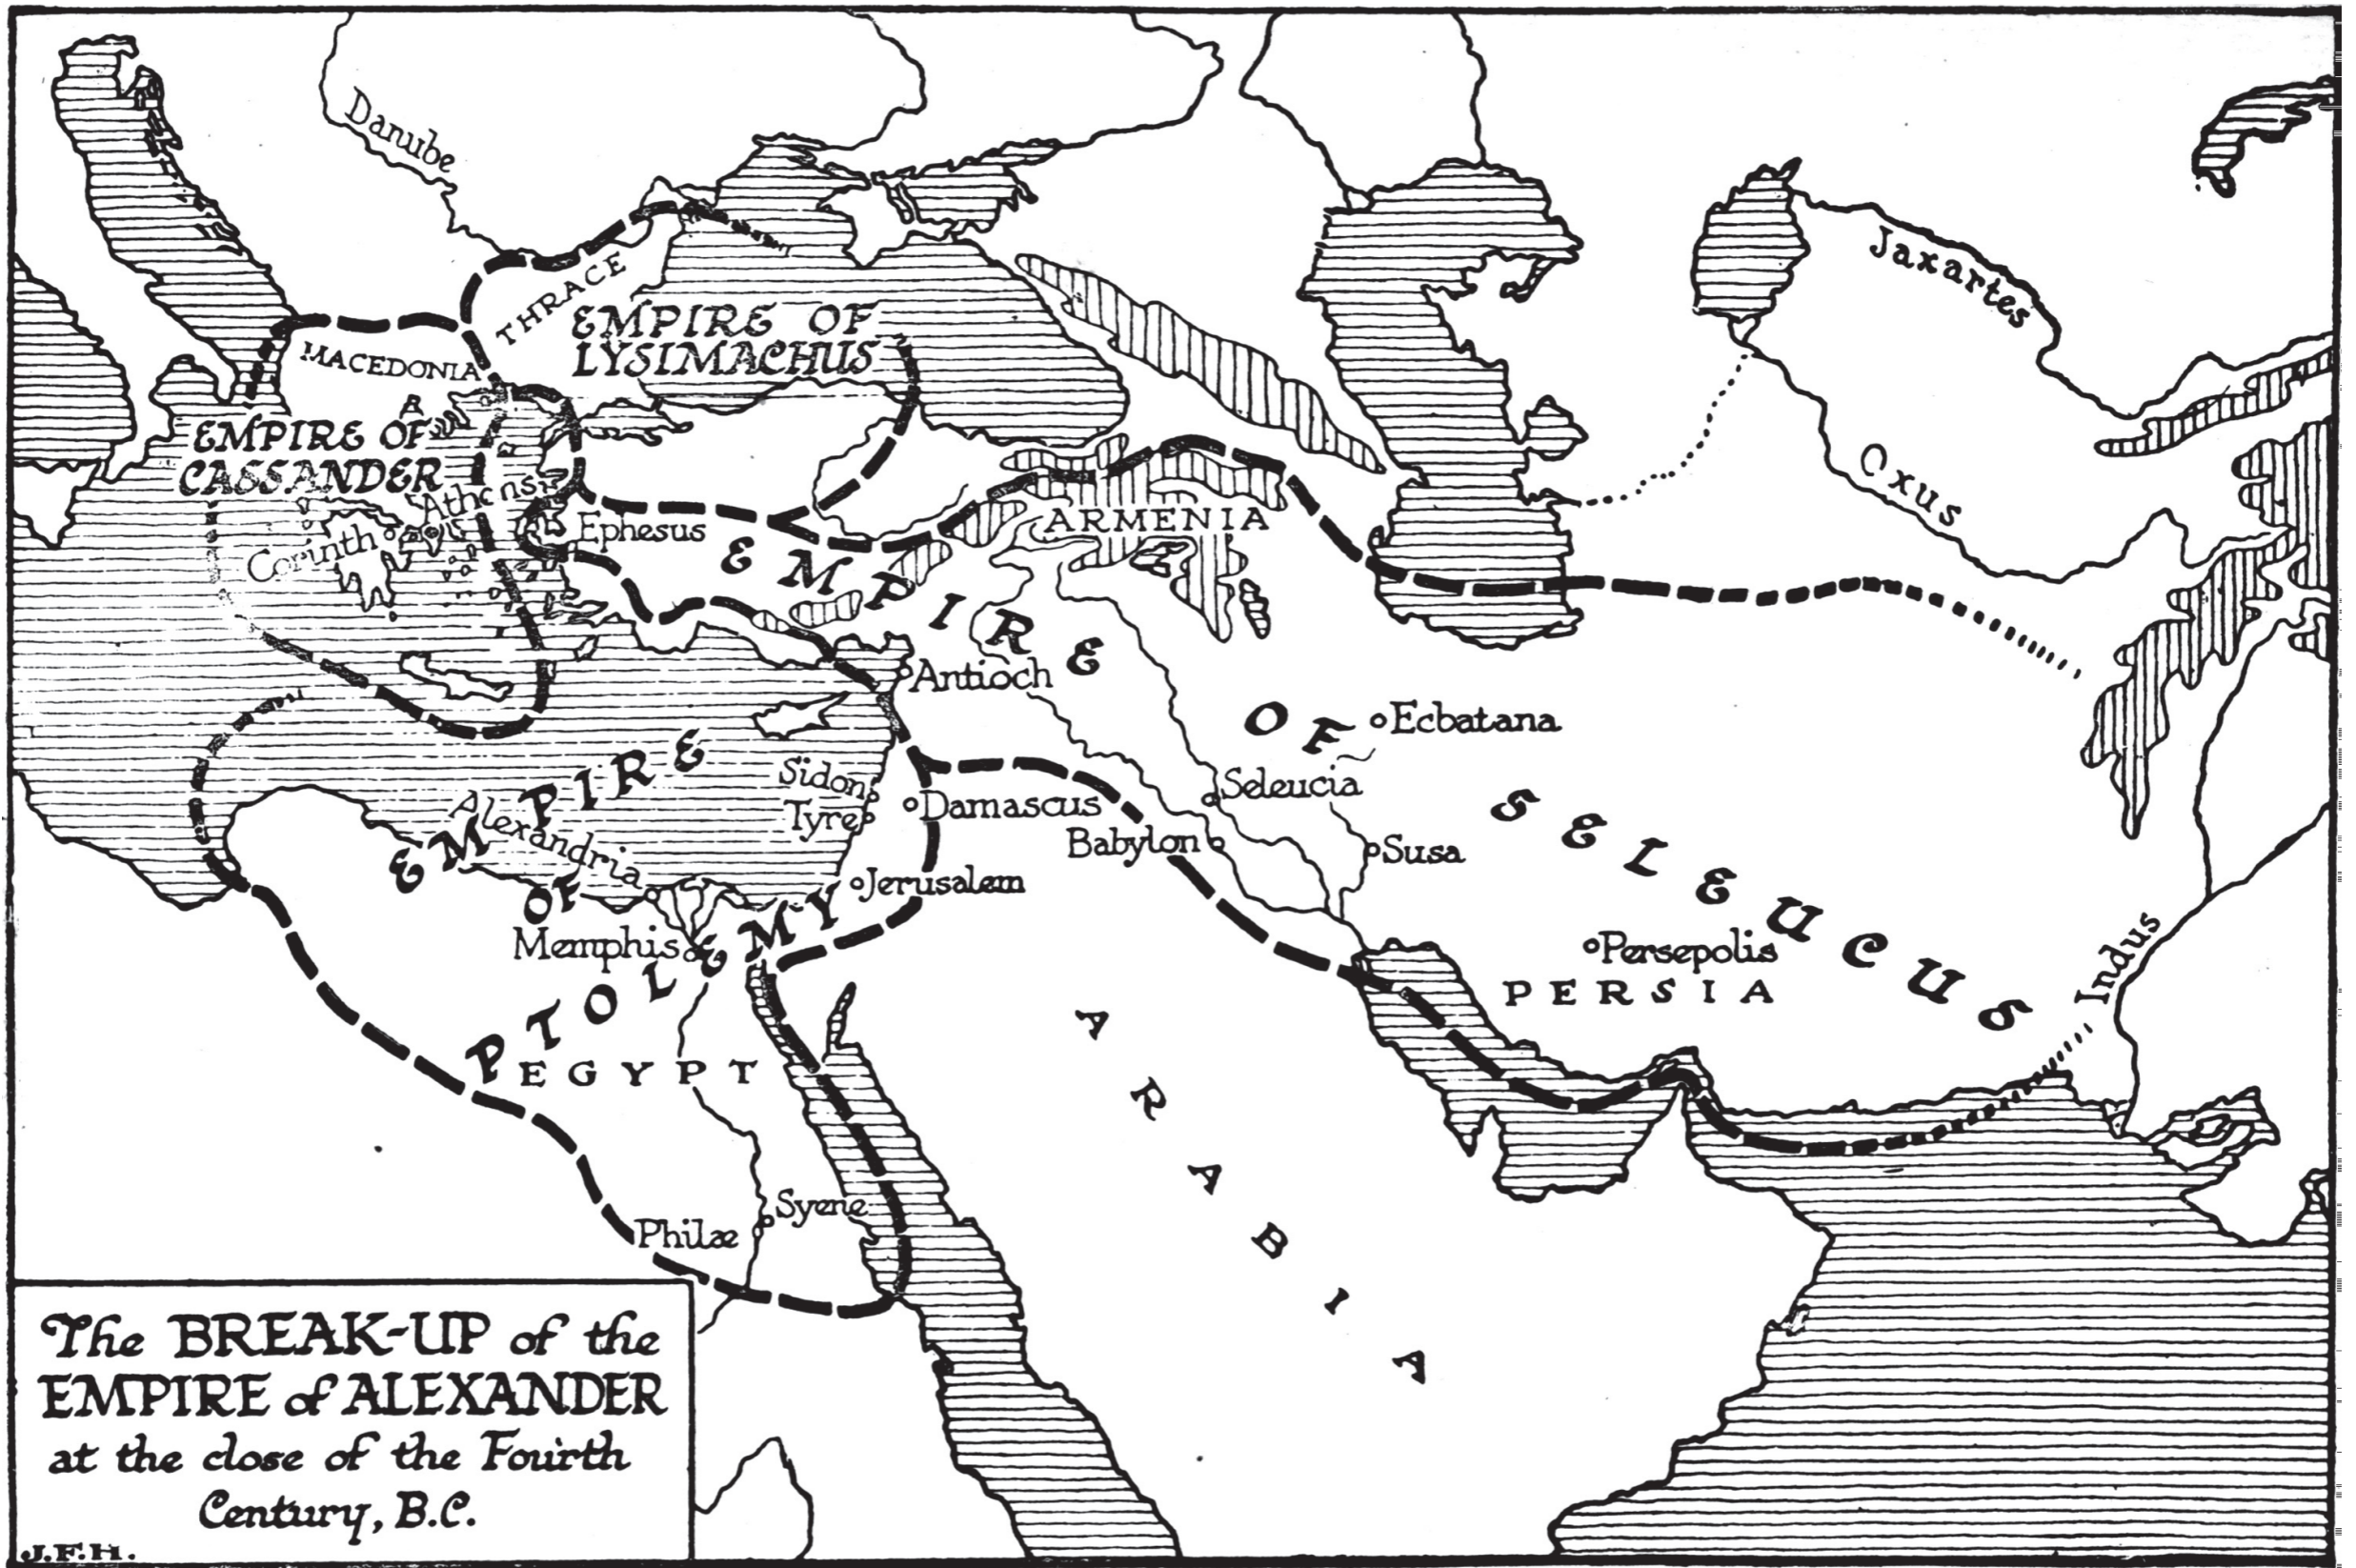 Danube
Jaxartes
THRACE
EMPIRE OF
LYSIMACHUS
MACEDONIA
EMPIRE OF
CASSANDER
Oxus
Athens
Corinth
Ephesus
ARMENIA
EMPIRE OF SELEUCUS
Antioch
Ecbatana
Sidon
Tyre
Damascus
Seleucia
Babylon
Susa
Alexandria
EMPIRE
OF
PTOLEMY
Jerusalem
Memphis
Persepolis
PERSIA
Indus
EGYPT
ARABIA
Syene
Philæ
The BREAK-UP of the
EMPIRE of ALEXANDER
at the close of the Fourth
Century, B.C.
J.F.H.